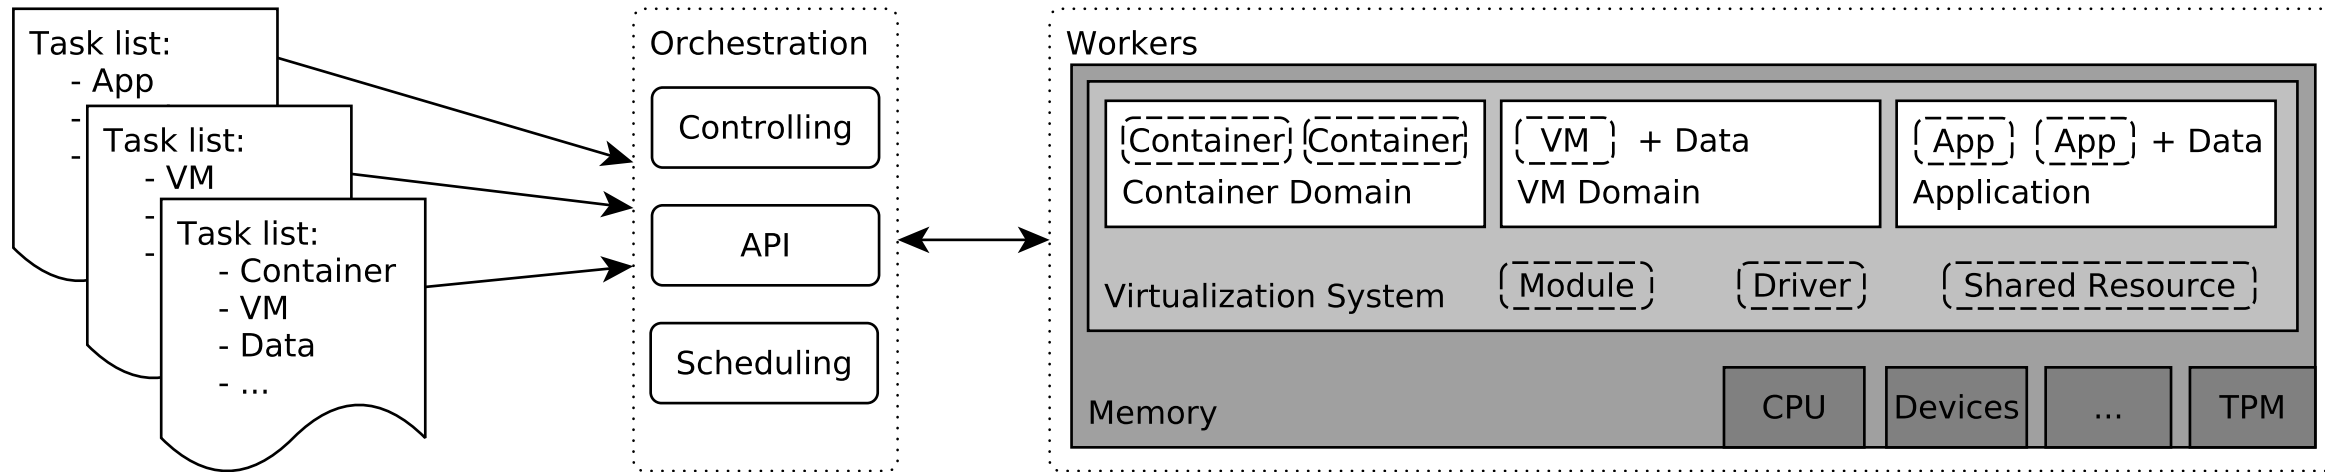 Task list:
- App
-
-
Task list:
- VM
-
-
Task list:
- Container
- VM
- Data
- ...
Orchestration
Controlling
API
Scheduling
Workers
Container Container
Container Domain
VM + Data
VM Domain
App App + Data
Application
Virtualization System
Module
Driver
Shared Resource
Memory
CPU
Devices
...
TPM